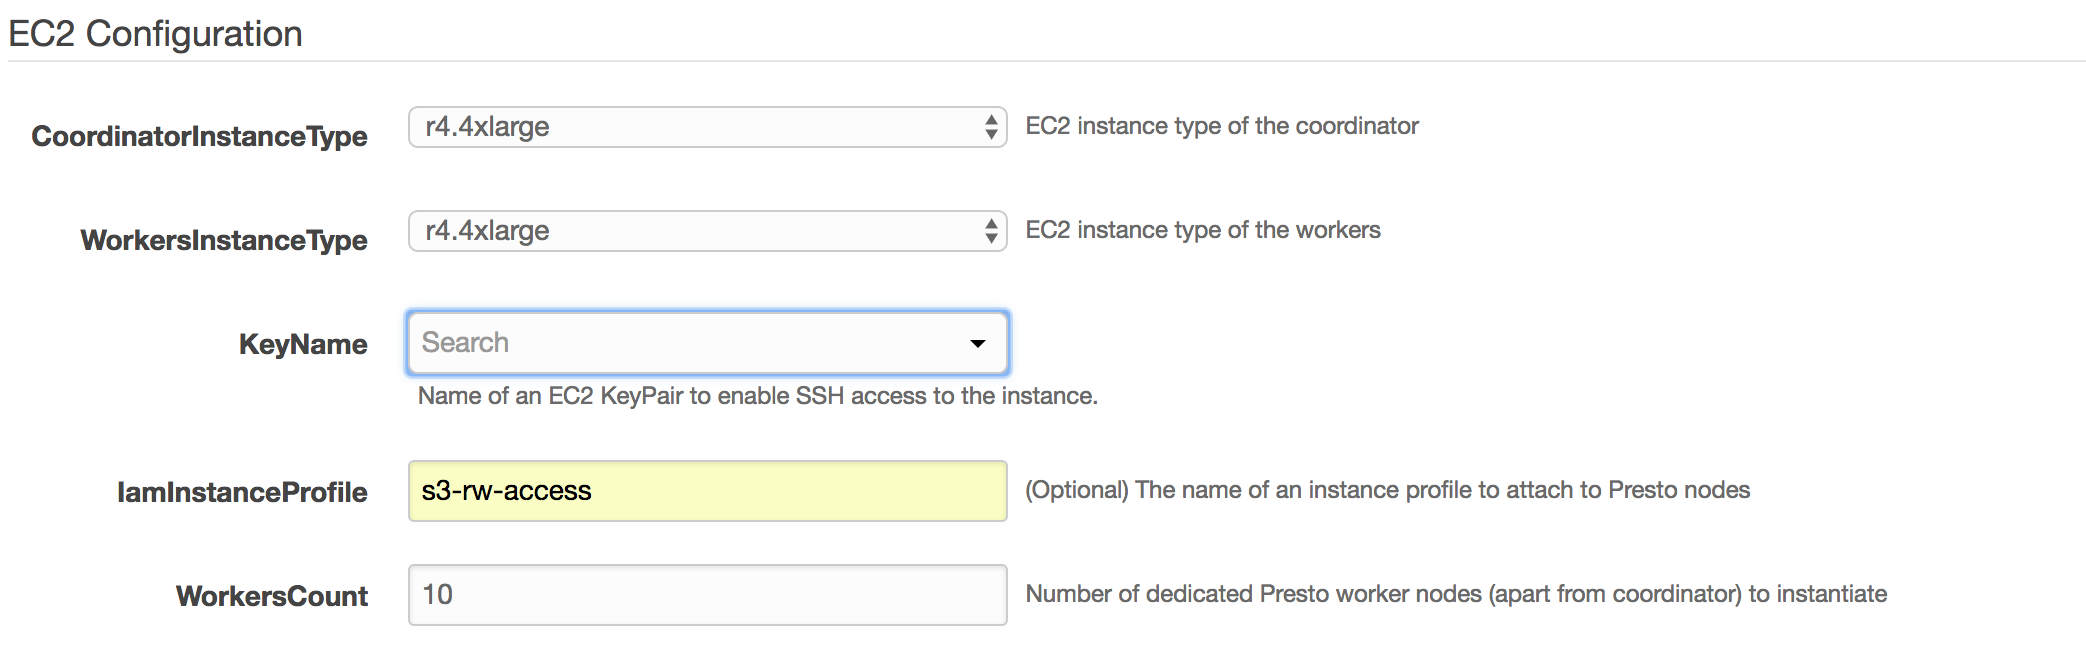 EC2 Configuration
CoordinatorInstanceType r4.4xlarge EC2 instance type of the coordinator
WorkersInstanceType r4.4xlarge EC2 instance type of the workers
KeyName Search
Name of an EC2 KeyPair to enable SSH access to the instance.
IamInstanceProfile s3-rw-access (Optional) The name of an instance profile to attach to Presto nodes
WorkersCount 10 Number of dedicated Presto worker nodes (apart from coordinator) to instantiate